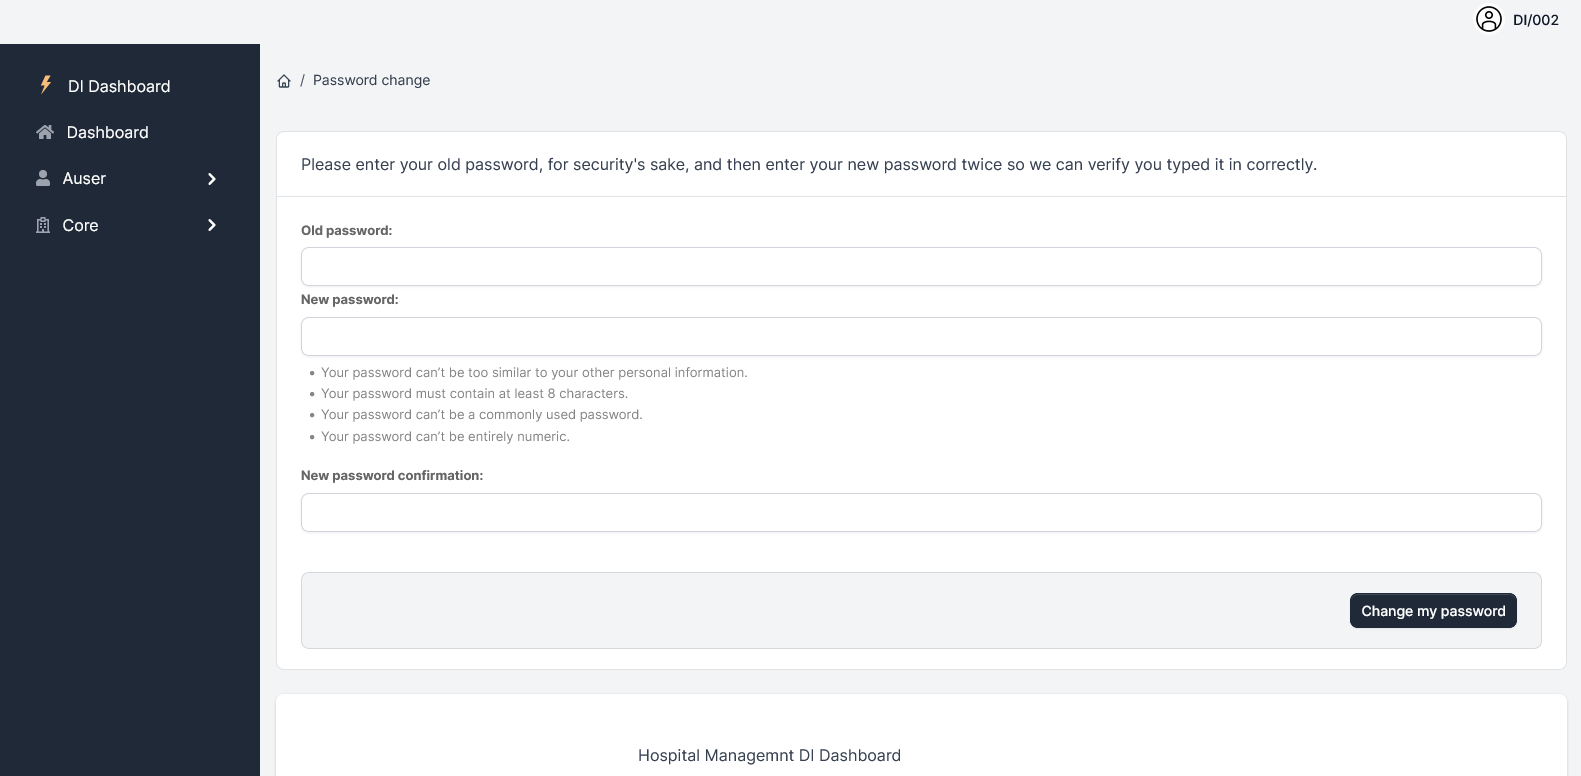 DI/002
DI Dashboard
Dashboard
Auser
Core
/ Password change
Please enter your old password, for security's sake, and then enter your new password twice so we can verify you typed it in correctly.
Old password:
New password:
• Your password can’t be too similar to your other personal information.
• Your password must contain at least 8 characters.
• Your password can’t be a commonly used password.
• Your password can’t be entirely numeric.
New password confirmation:
Change my password
Hospital Managemnt DI Dashboard